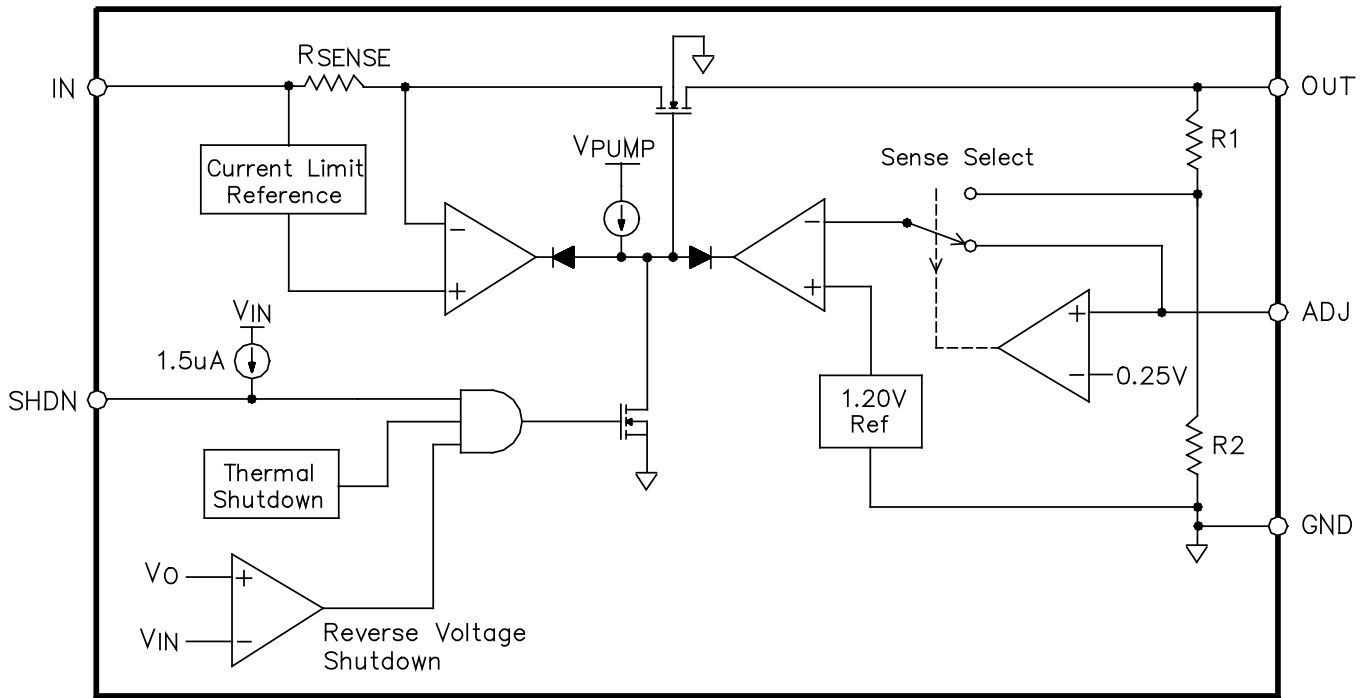 RSENSE
IN
OUT
Current Limit
Reference
VPUMP
Sense Select
R1
−
+
−
+
VIN
1.5uA
SHDN
ADJ
+
−
0.25V
1.20V
Ref
R2
Thermal
Shutdown
GND
VO
+
VIN
−
Reverse Voltage
Shutdown